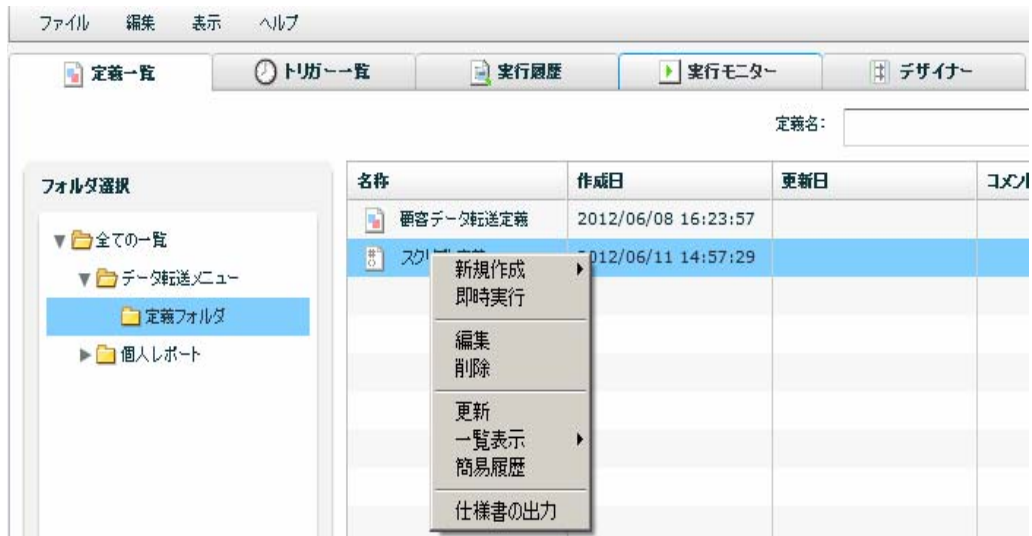 ファイル 編集 表示 ヘルプ
定義一覧 トリガー一覧 実行履歴 実行モニター デザイナー
定義名:
フォルダ選択
全ての一覧
データ転送メニュー
定義フォルダ
個人レポート
名称 作成日 更新日
顧客データ転送定義 2012/06/08 16:23:57
2012/06/11 14:57:29
新規作成
即時実行
編集
削除
更新
一覧表示
簡易履歴
仕様書の出力